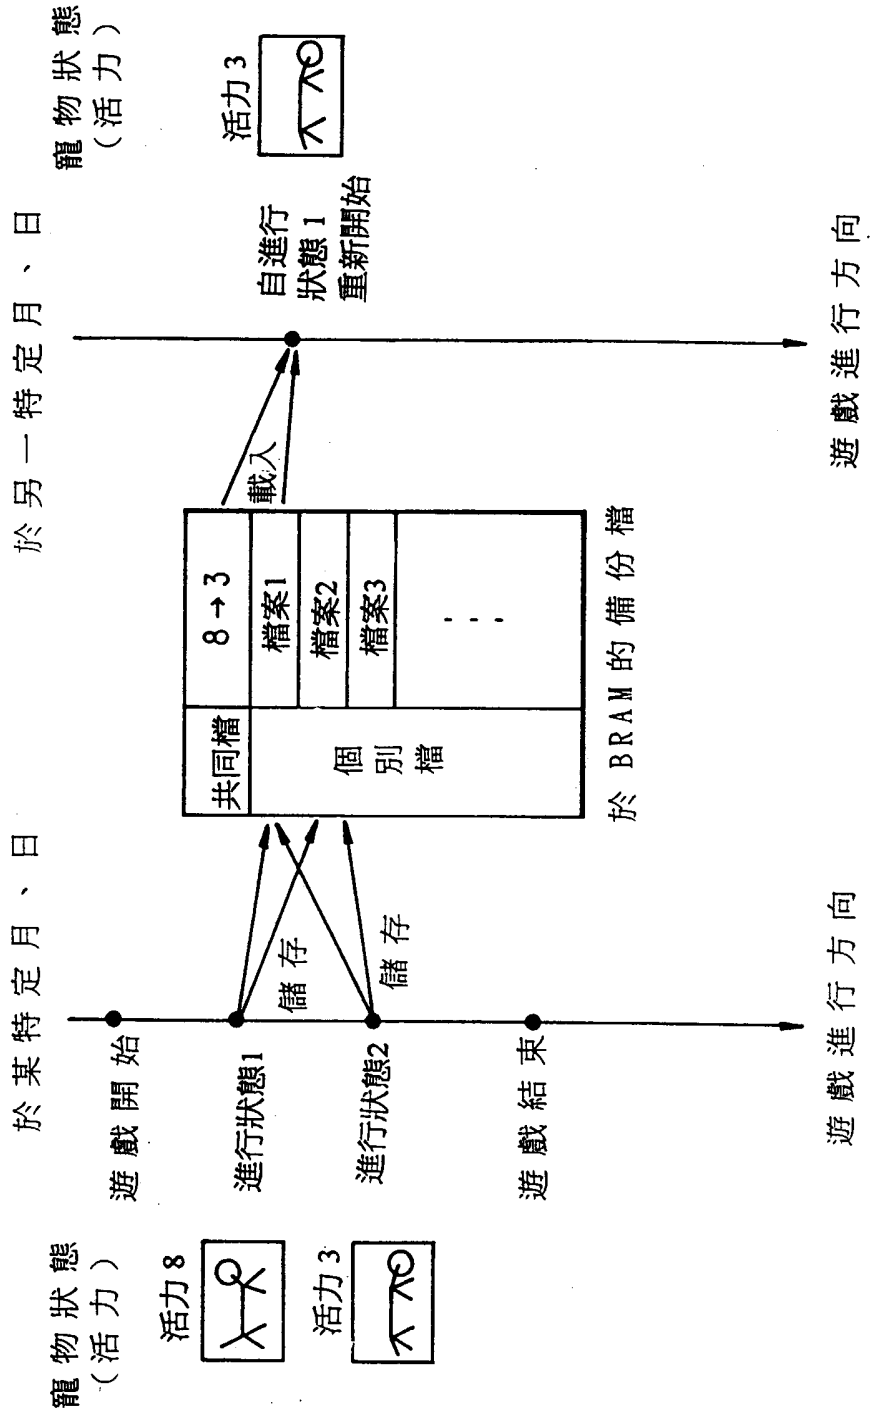 寵物狀態
（活力）
活力8
活力3
於某特定月、日
遊戲開始
進行狀態1
進行狀態2
遊戲結束
儲存
儲存
遊戲進行方向
共同檔
8→3
個別檔
檔案1
檔案2
檔案3
⋮
於BRAM的備份檔
載入
於另一特定月、日
自進行
狀態1
重新開始
遊戲進行方向
寵物狀態
（活力）
活力3